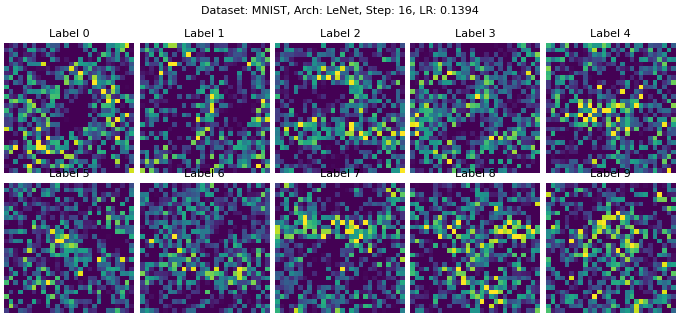 Dataset: MNIST, Arch: LeNet, Step: 16, LR: 0.1394
Label 0 Label 1 Label 2 Label 3 Label 4
Label 5 Label 6 Label 7 Label 8 Label 9